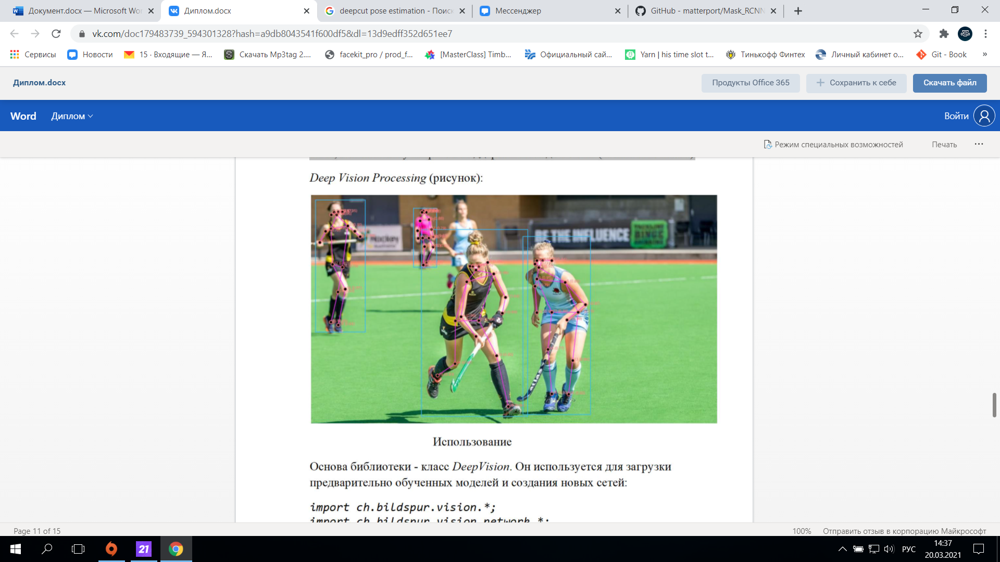 Документ.docx — Microsoft Wor
Диплом.docx
deepcut pose estimation - Поиск
Мессенджер
GitHub - matterport/Mask_RCNN
vk.com/doc179483739_594301328?hash=a9db8043541f600df5&dl=13d9edff352d651ee7
Сервисы
Новости
15 · Входящие — Я...
Скачать Mp3tag 2....
facekit_pro / prod_f...
[MasterClass] Timb...
Официальный сай...
Yarn | his time slot t...
Тинькофф Финтех
Личный кабинет о...
Git - Book
»
Диплом.docx
Продукты Office 365
Сохранить к себе
Скачать файл
Word
Диплом
Войти
Режим специальных возможностей
Печать
Deep Vision Processing (рисунок):
BE THE INFLUENCE
Использование
Основа библиотеки - класс DeepVision. Он используется для загрузки
предварительно обученных моделей и создания новых сетей:
import ch.bildspur.vision.*;
import ch.bildspur.vision.network.*;
Page 11 of 15
100%
Отправить отзыв в корпорацию Майкрософт
21
РУС
14:37
20.03.2021